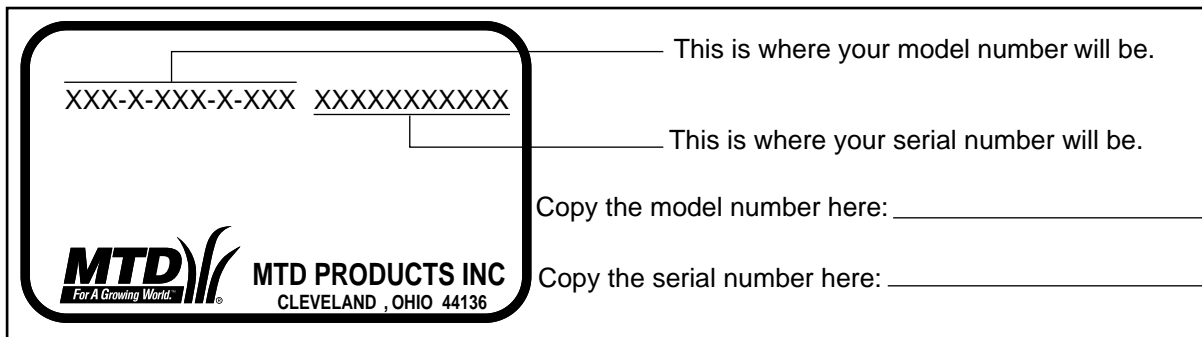 This is where your model number will be.
XXX-X-XXX-X-XXX XXXXXXXXXXX
This is where your serial number will be.
Copy the model number here:
MTD
For A Growing World.™
®
MTD PRODUCTS INC
CLEVELAND , OHIO 44136
Copy the serial number here: